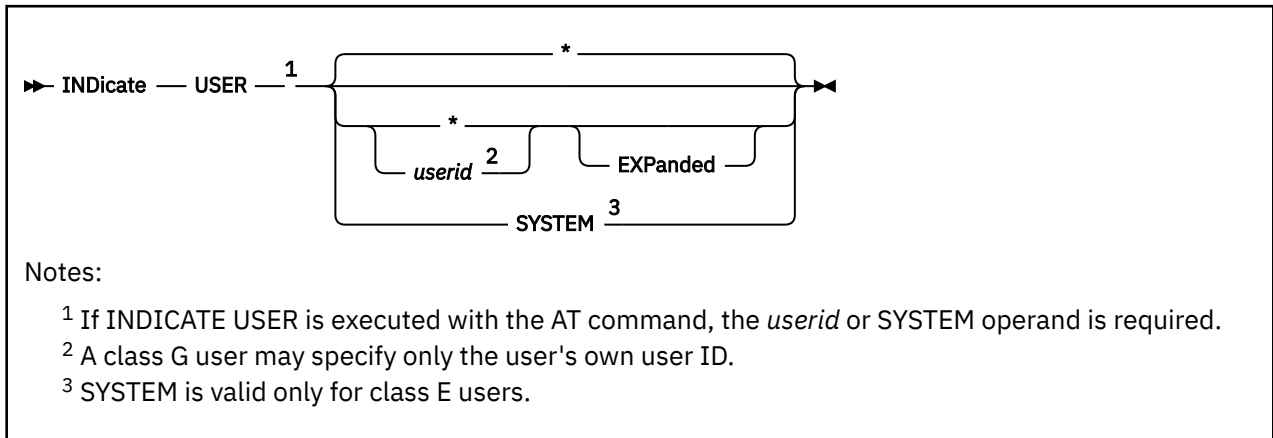 *
►► INDicate — USER — 1 ►◄
*
userid 2 EXPanded
SYSTEM 3
Notes:
1 If INDICATE USER is executed with the AT command, the userid or SYSTEM operand is required.
2 A class G user may specify only the user's own user ID.
3 SYSTEM is valid only for class E users.